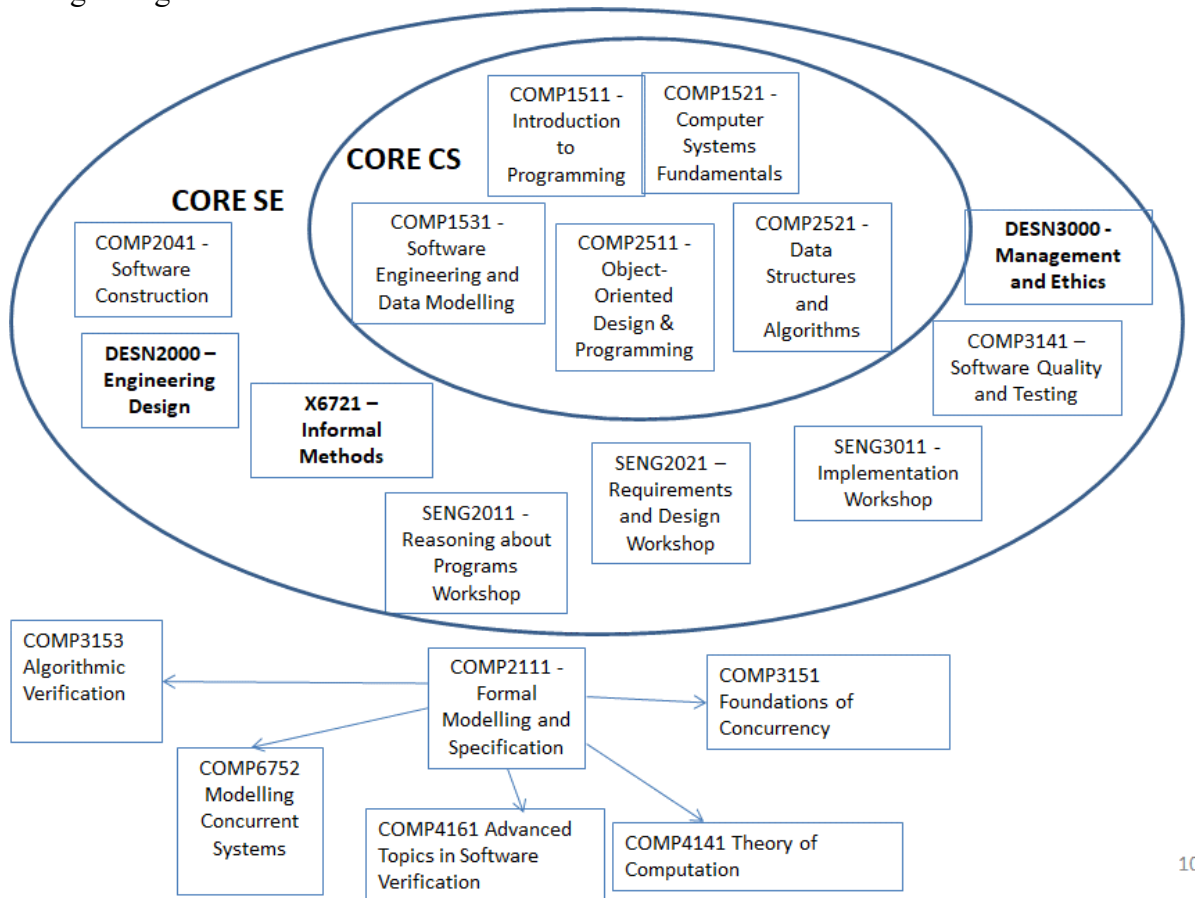 COMP1511 -
Introduction
to
Programming
COMP1521 -
Computer
Systems
Fundamentals
CORE CS
CORE SE
COMP2041 -
Software
Construction
COMP1531 -
Software
Engineering and
Data Modelling
COMP2511 -
Object-
Oriented
Design &
Programming
COMP2521 -
Data
Structures
and
Algorithms
DESN3000 -
Management
and Ethics
DESN2000 –
Engineering
Design
X6721 –
Informal
Methods
COMP3141 –
Software Quality
and Testing
SENG2011 -
Reasoning about
Programs
Workshop
SENG2021 –
Requirements
and Design
Workshop
SENG3011 -
Implementation
Workshop
COMP3153
Algorithmic
Verification
COMP2111 -
Formal
Modelling and
Specification
COMP3151
Foundations of
Concurrency
COMP6752
Modelling
Concurrent
Systems
COMP4161 Advanced
Topics in Software
Verification
COMP4141 Theory of
Computation
10